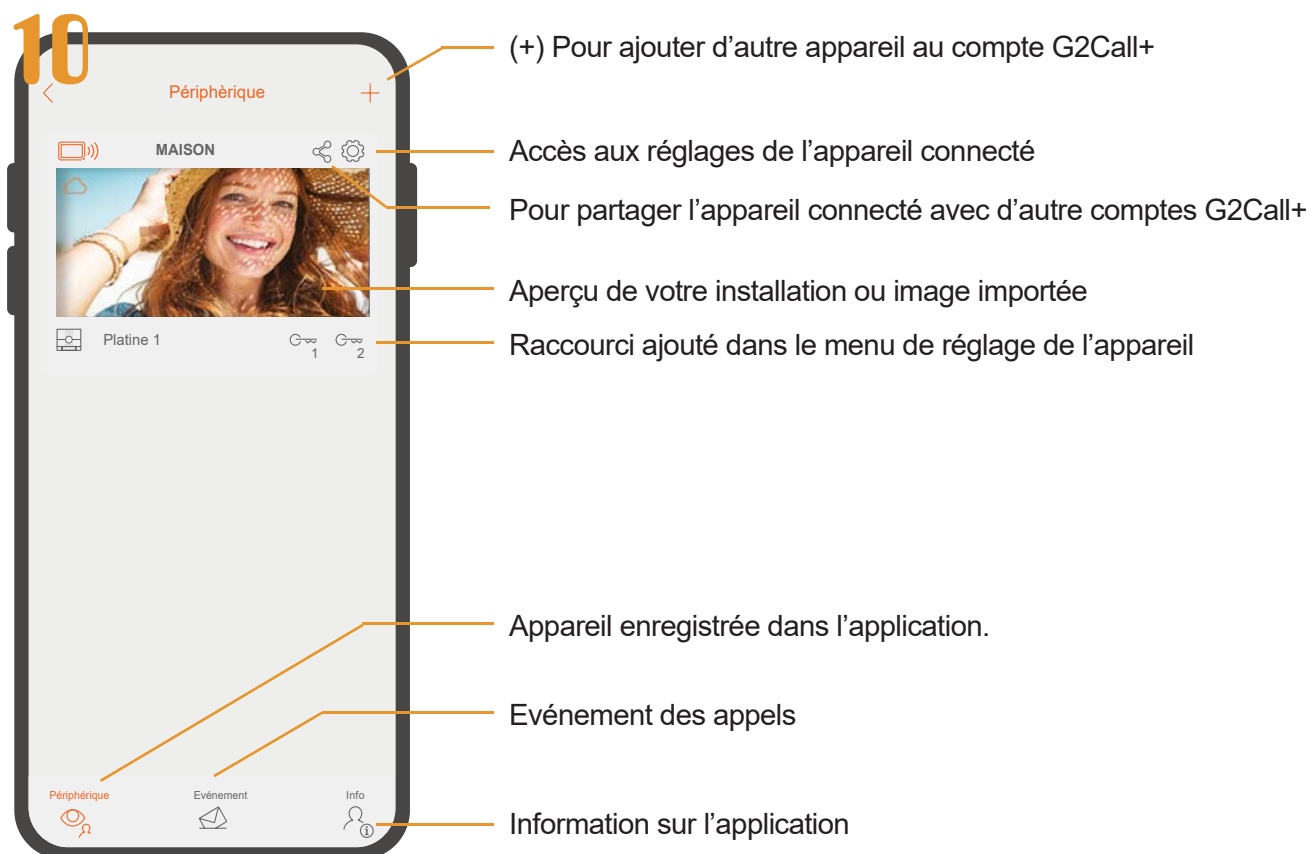 10
(+) Pour ajouter d’autre appareil au compte G2Call+
Périphèrique
MAISON
Accès aux réglages de l’appareil connecté
Pour partager l’appareil connecté avec d’autre comptes G2Call+
Aperçu de votre installation ou image importée
Platine 1
1
2
Raccourci ajouté dans le menu de réglage de l’appareil
Appareil enregistrée dans l’application.
Evénement des appels
Périphérique
Evénement
Info
Information sur l’application